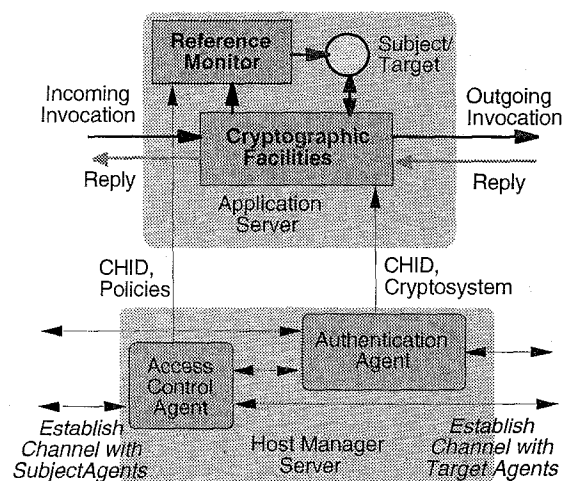 Reference
Monitor
Subject/
Target
Incoming
Invocation
Outgoing
Invocation
Cryptographic
Facilities
Reply
Reply
Application
Server
CHID,
Policies
CHID,
Cryptosystem
Authentication
Agent
Access
Control
Agent
Establish
Channel with
SubjectAgents
Host Manager
Server
Establish
Channel with
Target Agents